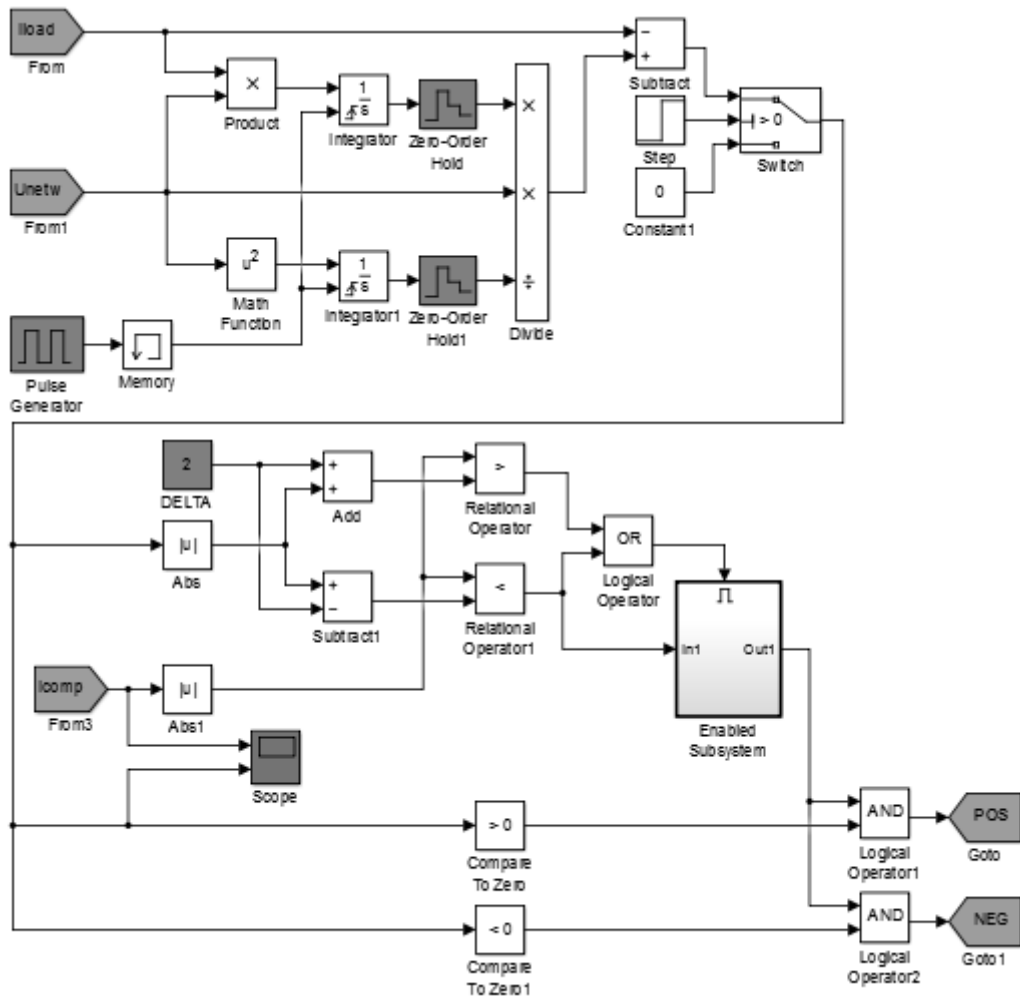 Iload
From
×
Product
1
s
Integrator
Zero-Order
Hold
×
×
÷
Divide
−
+
Subtract
Step
0
Constant1
> 0
Switch
Unetw
From1
u²
Math
Function
1
s
Integrator1
Zero-Order
Hold1
Pulse
Generator
Memory
2
DELTA
+
+
Add
>
Relational
Operator
OR
Logical
Operator
|u|
Abs
+
−
Subtract1
<
Relational
Operator1
In1
Out1
Enabled
Subsystem
Icomp
From3
|u|
Abs1
Scope
> 0
Compare
To Zero
AND
Logical
Operator1
POS
Goto
< 0
Compare
To Zero1
AND
Logical
Operator2
NEG
Goto1